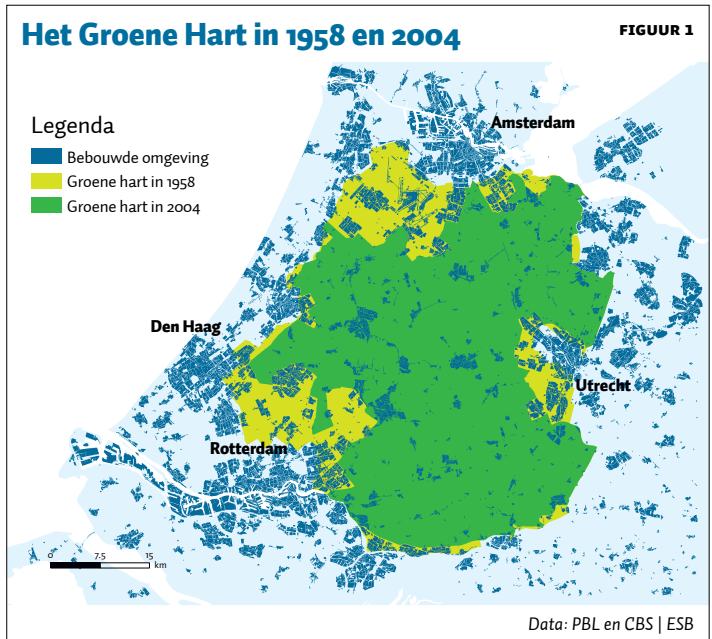 Het Groene Hart in 1958 en 2004
FIGUUR 1
Legenda
Bebouwde omgeving
Groene hart in 1958
Groene hart in 2004
Amsterdam
Den Haag
Utrecht
Rotterdam
0 7.5 15
km
Data: PBL en CBS | ESB